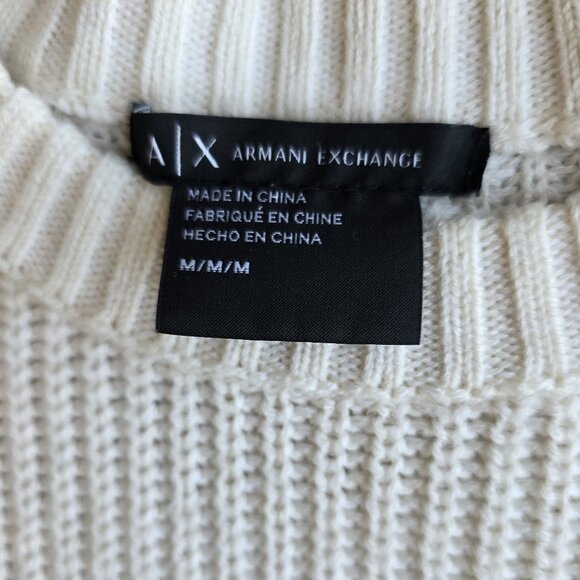 A|X ARMANI EXCHANGE
MADE IN CHINA
FABRIQUÉ EN CHINE
HECHO EN CHINA
M/M/M